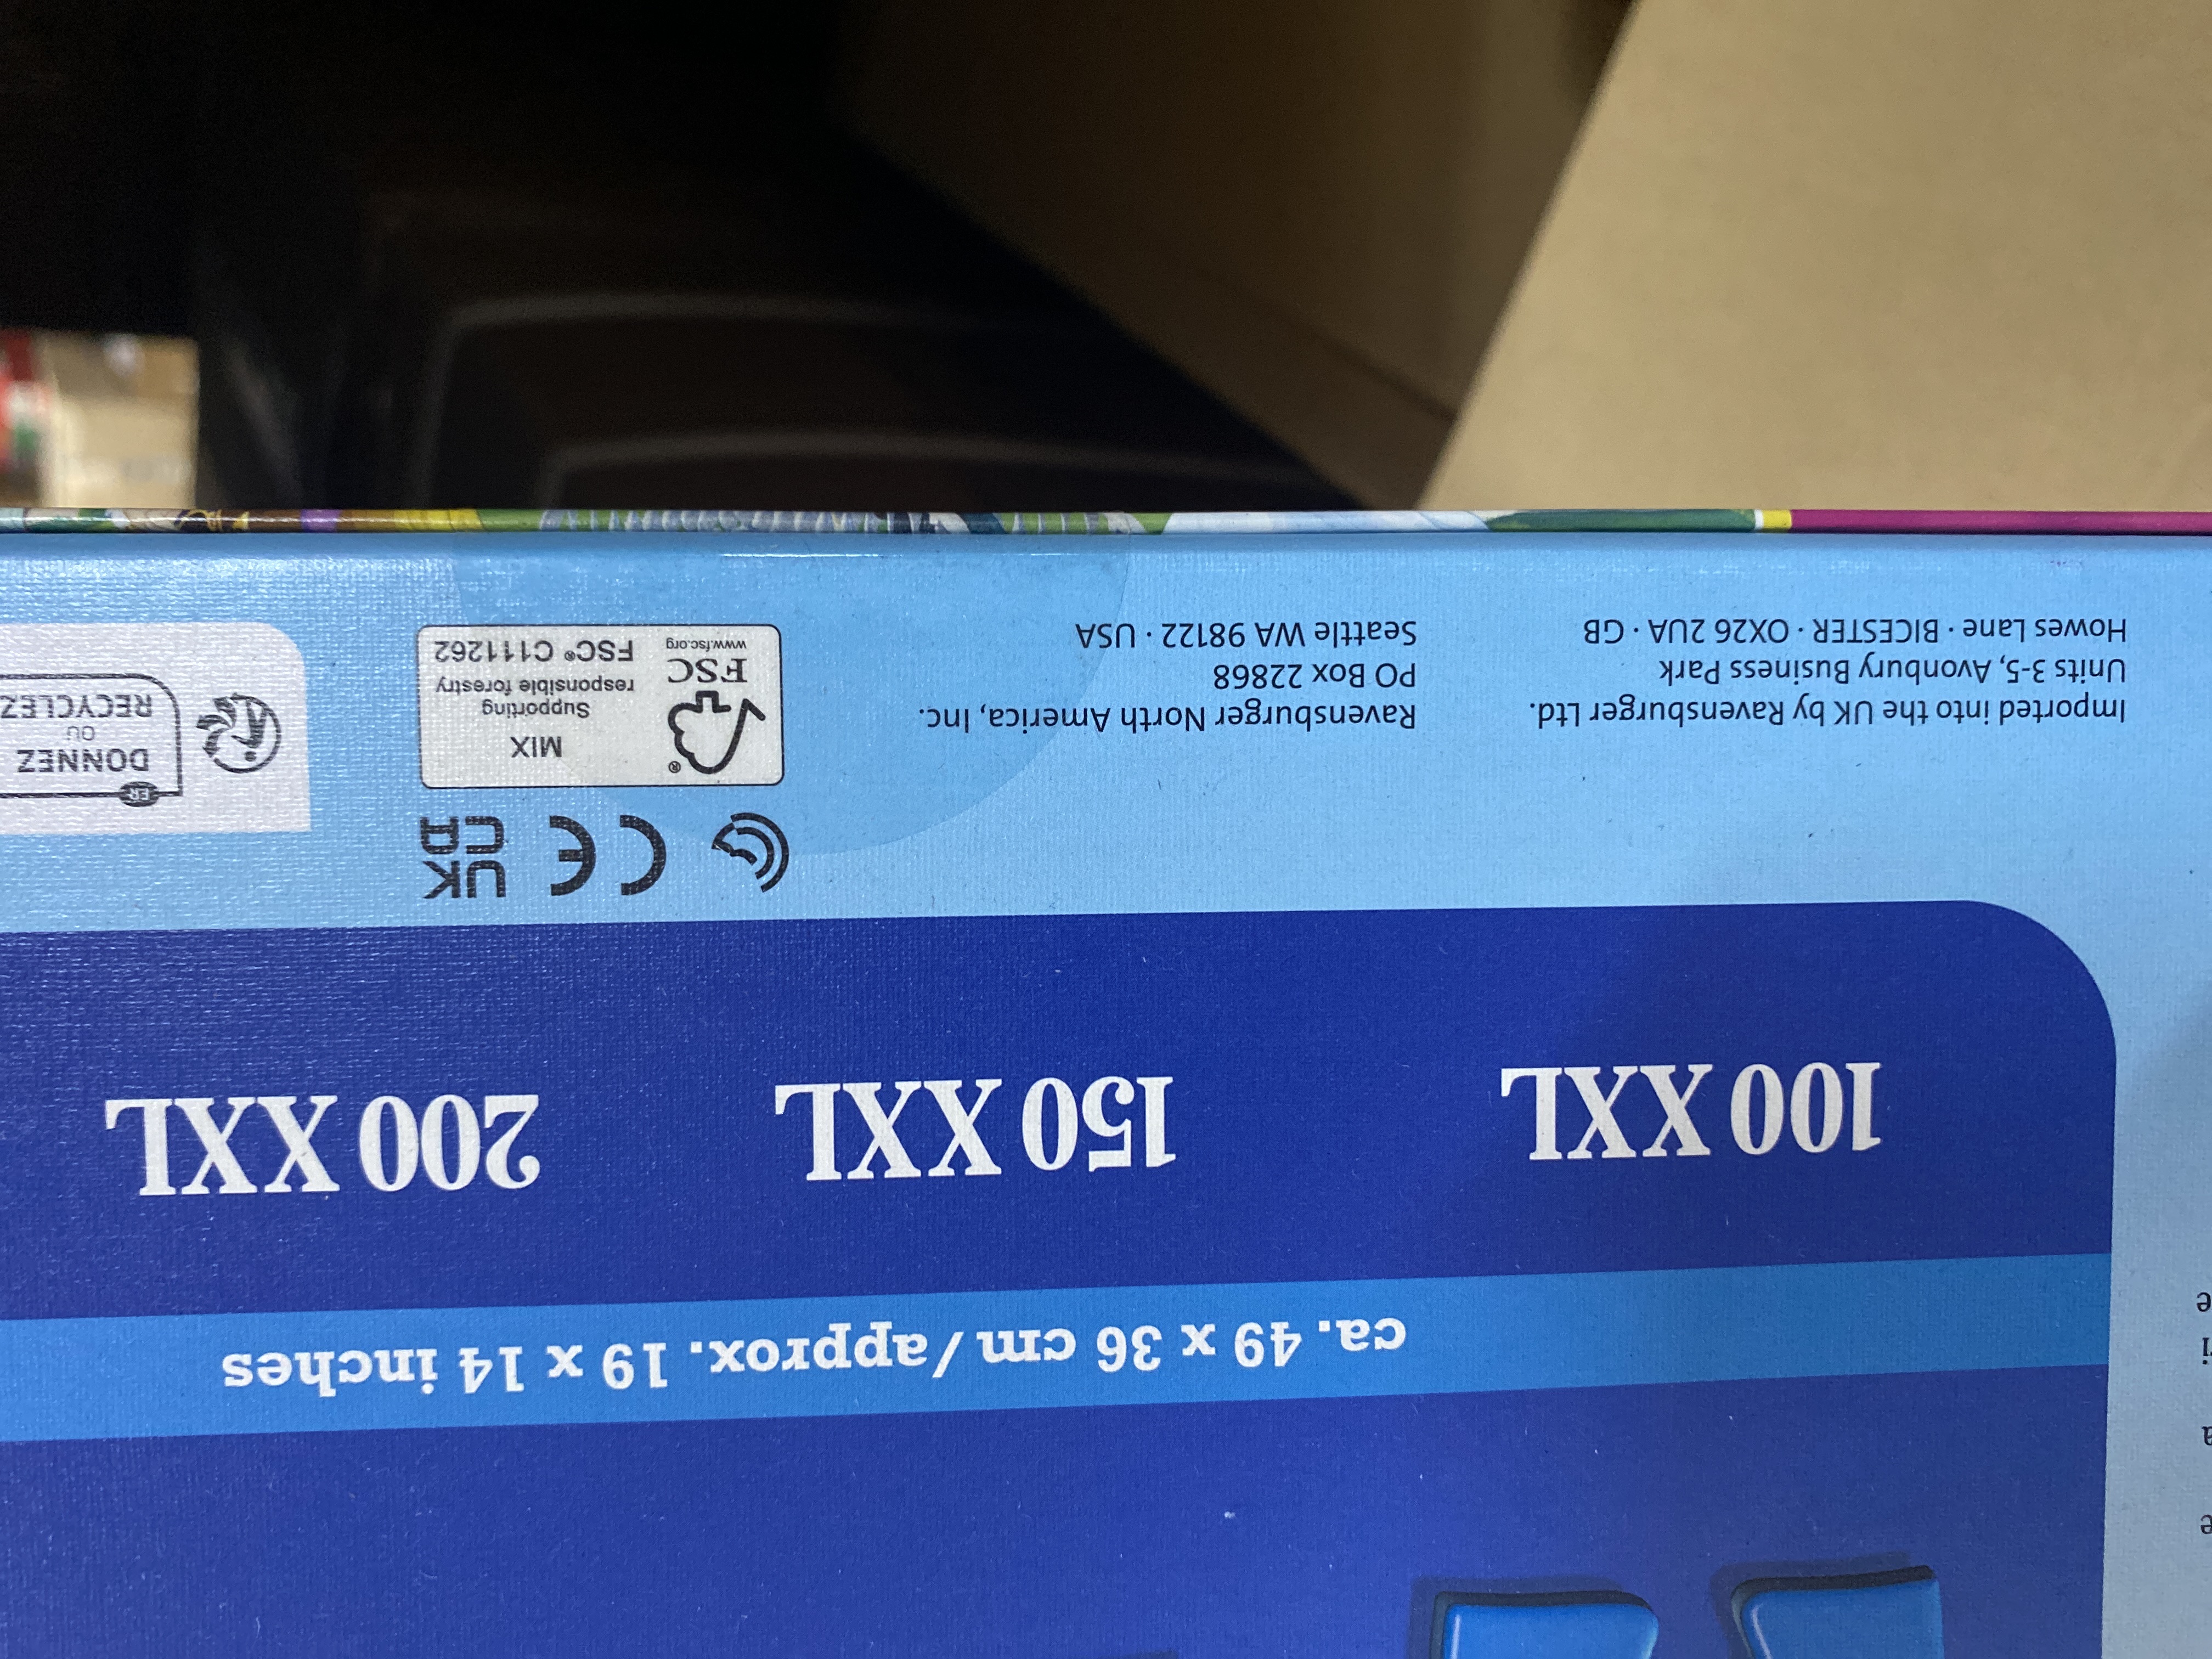 ca. 49 x 36 cm/approx. 19 x 14 inches
100 XXL
150 XXL
200 XXL
UK
CA
CE
Imported into the UK by Ravensburger Ltd.
Units 3-5, Avonbury Business Park
Howes Lane · BICESTER · OX26 2UA · GB
Ravensburger North America, Inc.
PO Box 22868
Seattle WA 98122 · USA
®
FSC
www.fsc.org
MIX
Supporting
responsible forestry
FSC® C111262
FR
DONNEZ
OU
RECYCLEZ